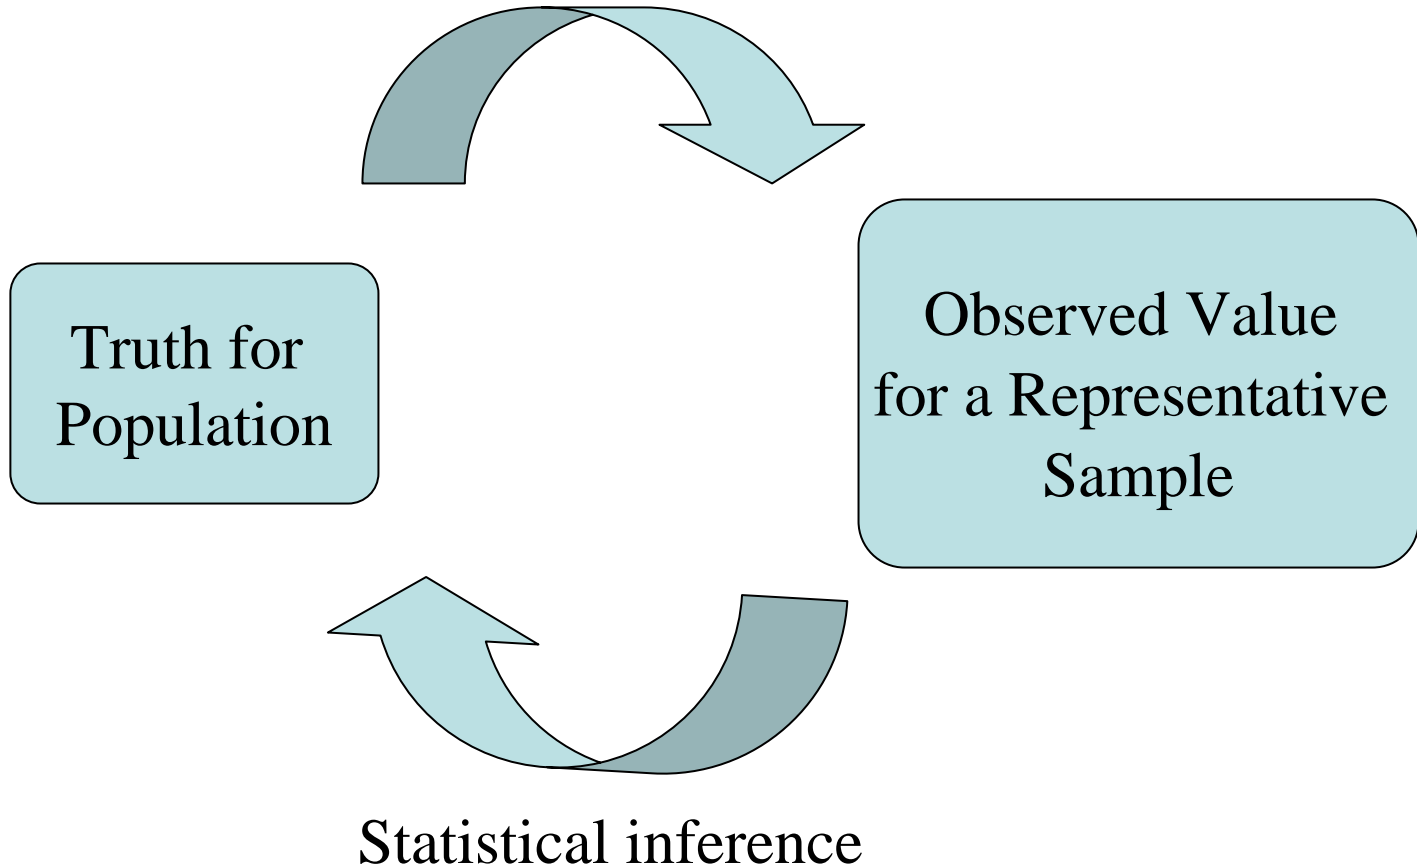 Truth for
Population
Observed Value
for a Representative
Sample
Statistical inference